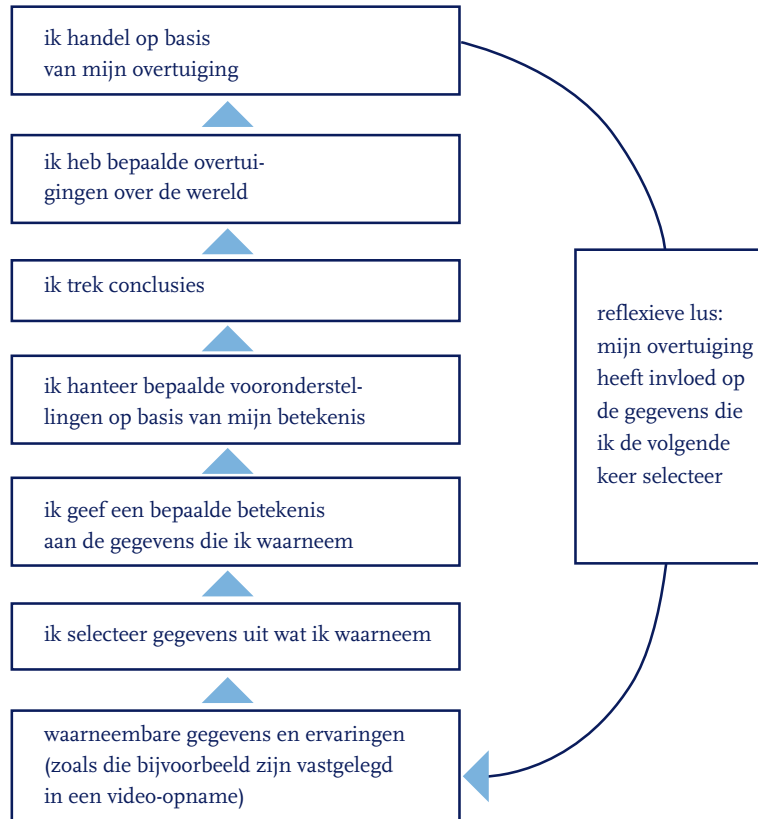 ik handel op basis
van mijn overtuiging
ik heb bepaalde overtui-
gingen over de wereld
ik trek conclusies
ik hanteer bepaalde vooronderstel-
lingen op basis van mijn betekenis
ik geef een bepaalde betekenis
aan de gegevens die ik waarneem
ik selecteer gegevens uit wat ik waarneem
waarneembare gegevens en ervaringen
(zoals die bijvoorbeeld zijn vastgelegd
in een video-opname)
reflexieve lus:
mijn overtuiging
heeft invloed op
de gegevens die
ik de volgende
keer selecteer